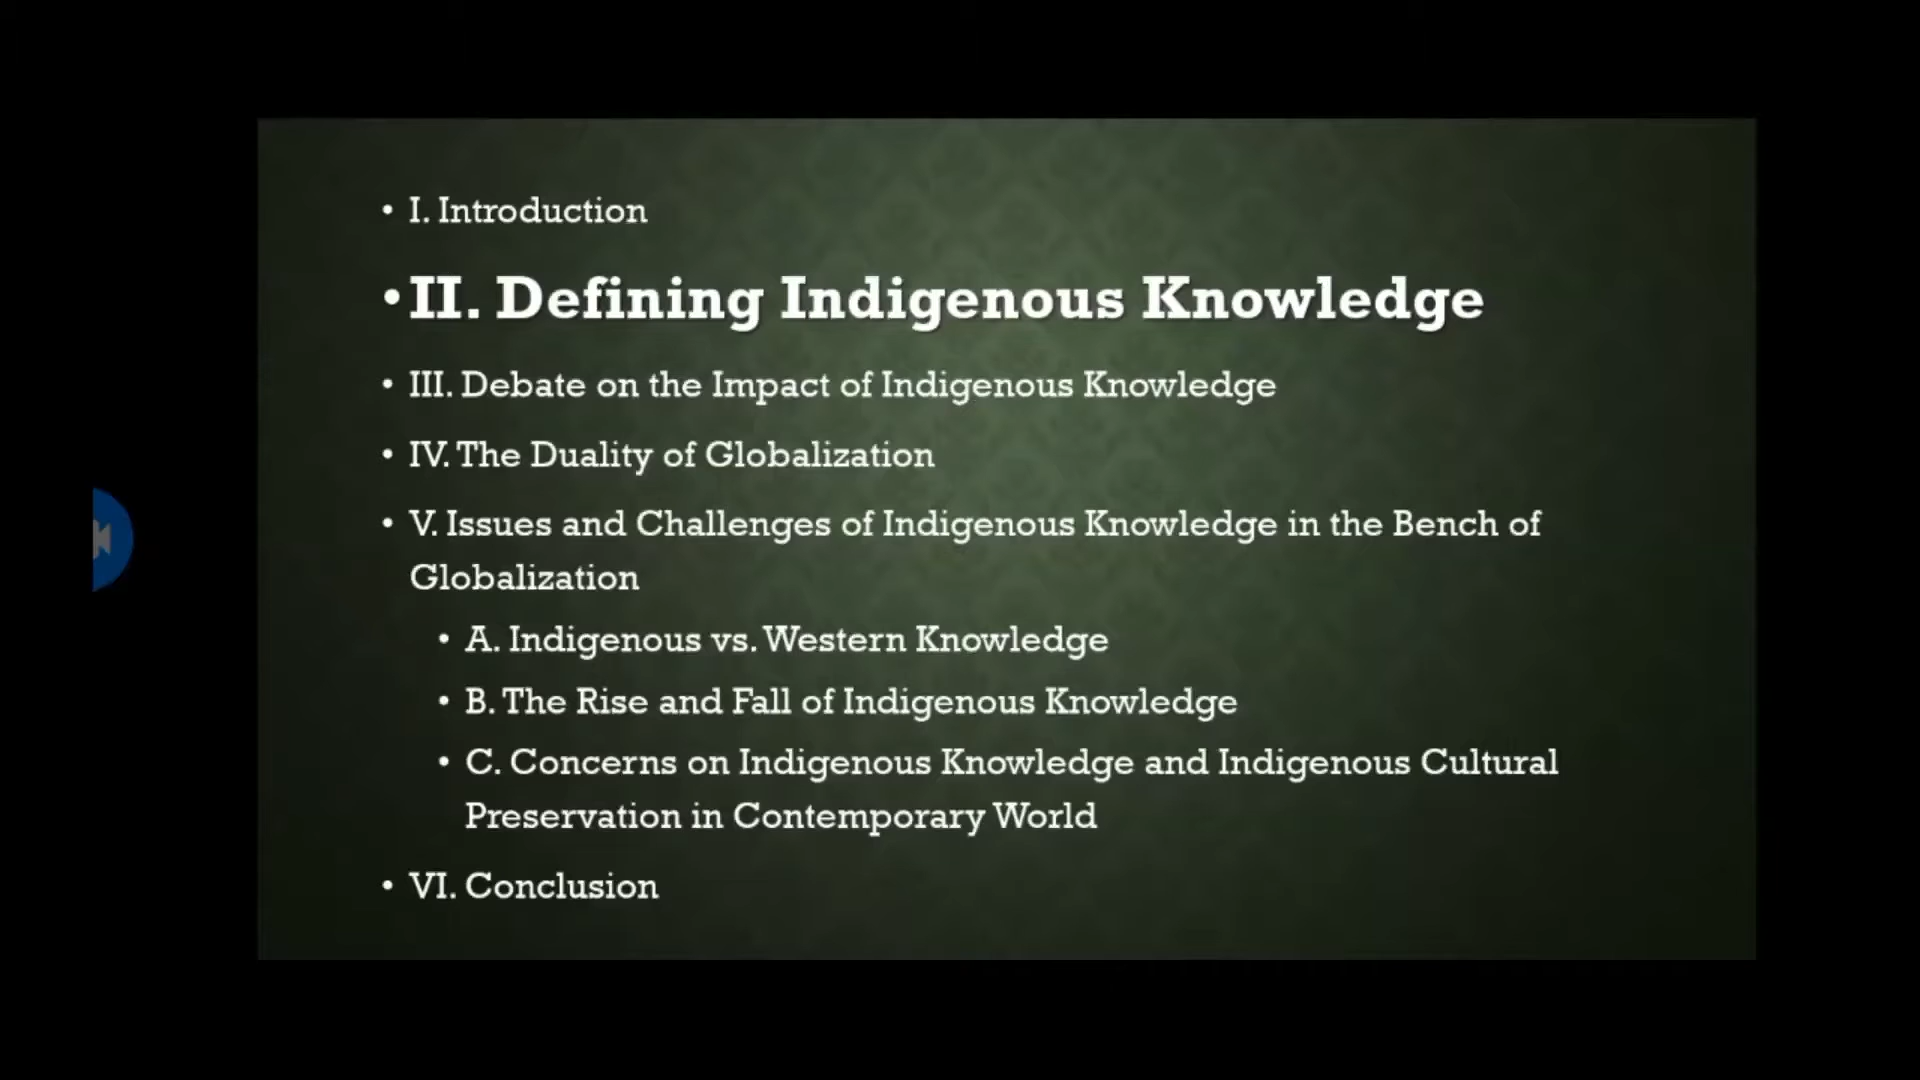 • I. Introduction
• II. Defining Indigenous Knowledge
• III. Debate on the Impact of Indigenous Knowledge
• IV. The Duality of Globalization
• V. Issues and Challenges of Indigenous Knowledge in the Bench of
Globalization
• A. Indigenous vs. Western Knowledge
• B. The Rise and Fall of Indigenous Knowledge
• C. Concerns on Indigenous Knowledge and Indigenous Cultural
Preservation in Contemporary World
• VI. Conclusion